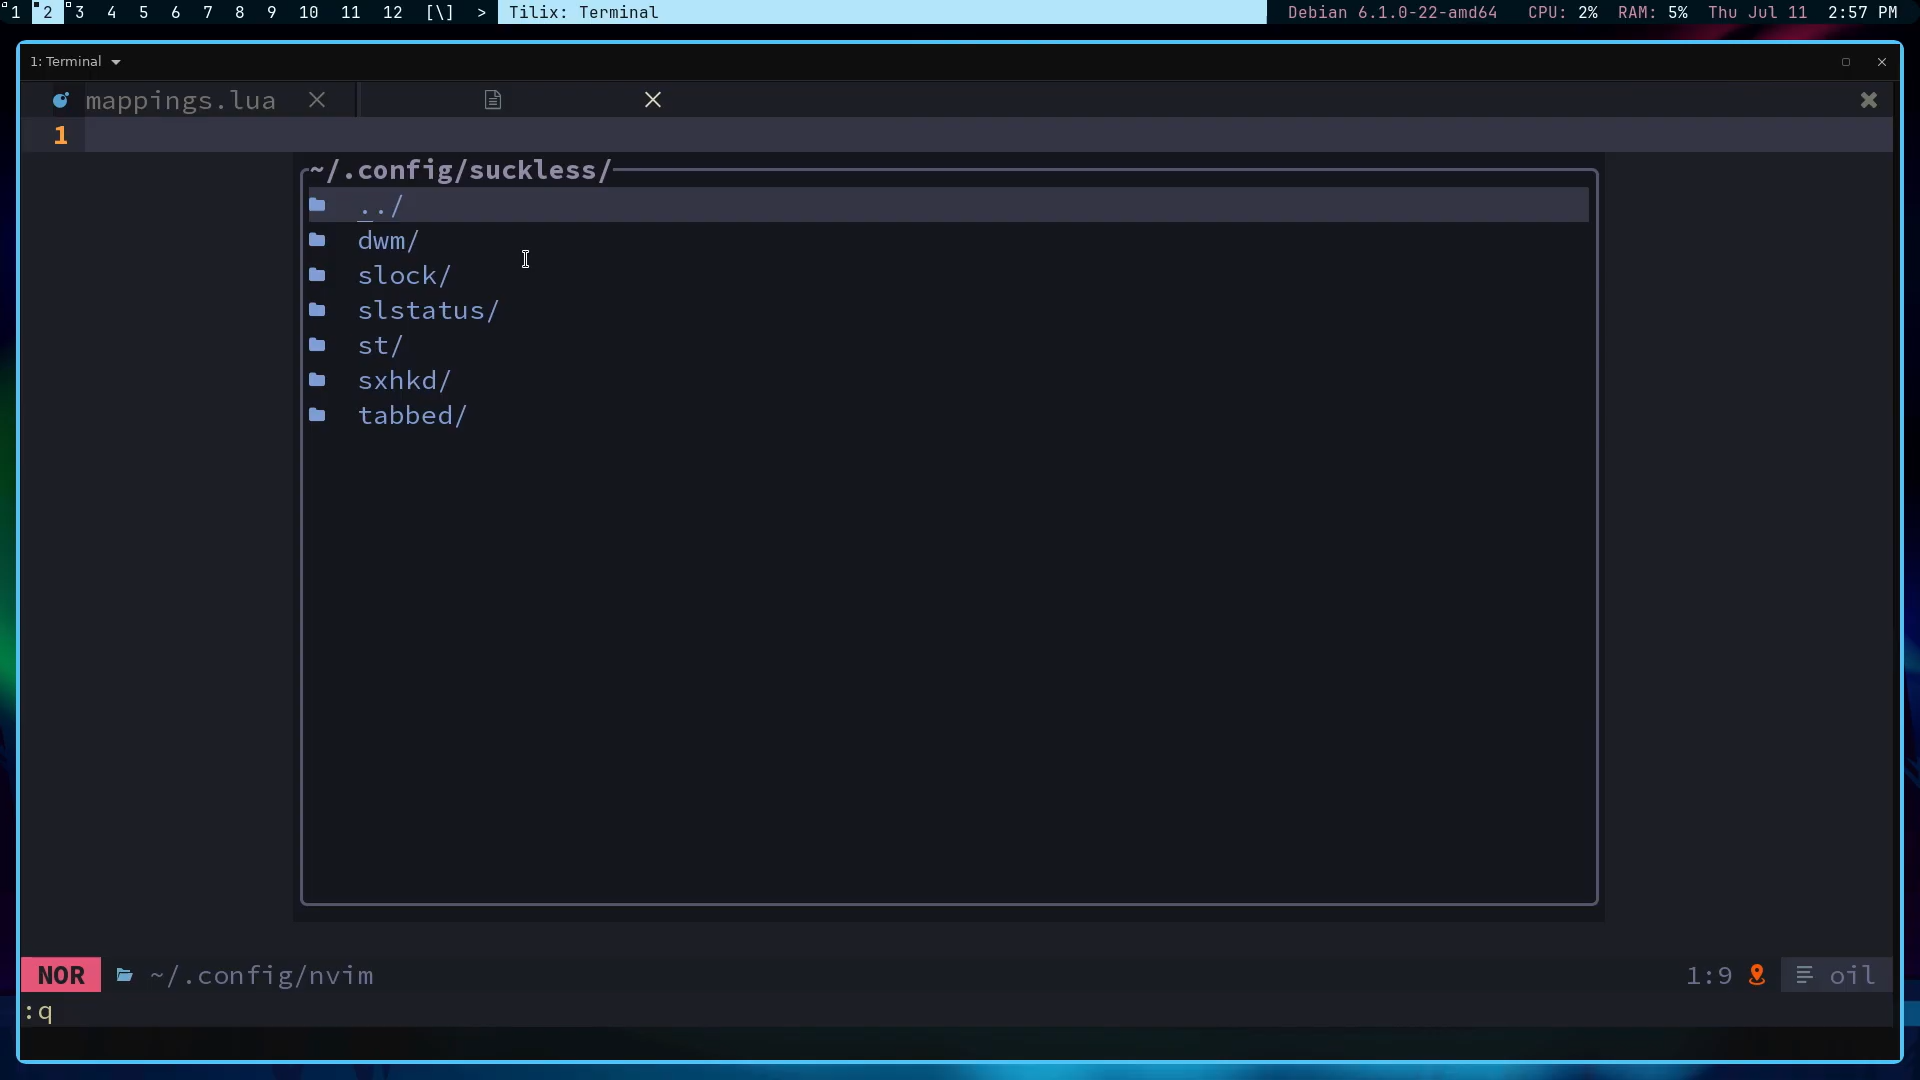 1 2 3 4 5 6 7 8 9 10 11 12 [\] > Tilix: Terminal Debian 6.1.0-22-amd64 CPU: 2% RAM: 5% Thu Jul 11 2:57 PM
1: Terminal
mappings.lua
1
~/.config/suckless/
../
dwm/
slock/
slstatus/
st/
sxhkd/
tabbed/
NOR ~/.config/nvim 1:9 oil
:q